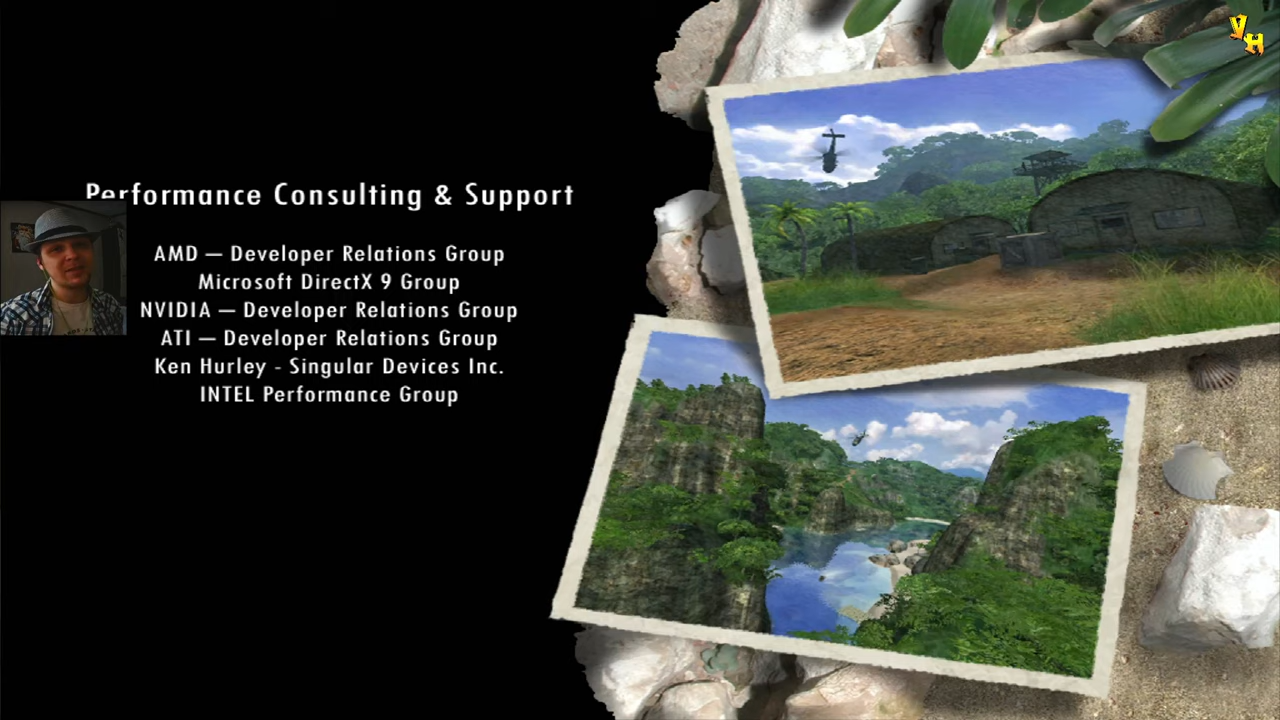 YH
Performance Consulting & Support
AMD — Developer Relations Group
Microsoft DirectX 9 Group
NVIDIA — Developer Relations Group
ATI — Developer Relations Group
Ken Hurley - Singular Devices Inc.
INTEL Performance Group